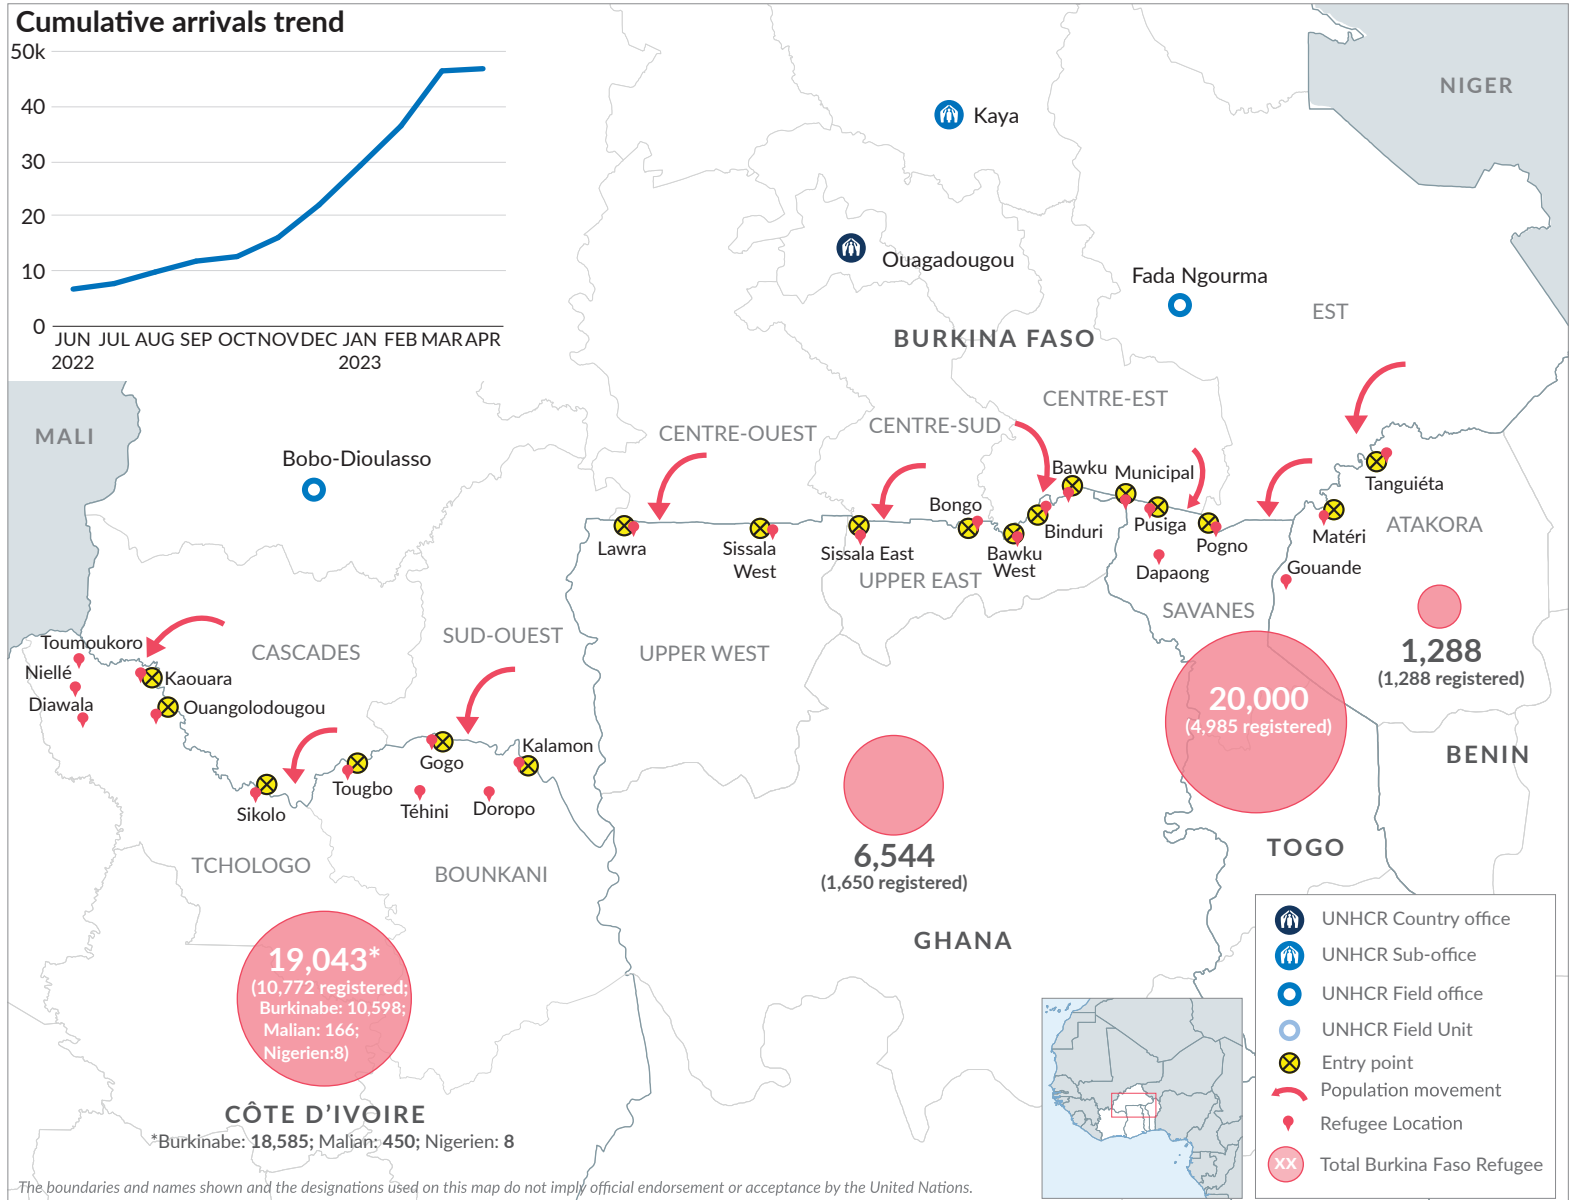 Cumulative arrivals trend
50k
40
30
20
10
0
JUN JUL AUG SEP OCT NOV DEC JAN FEB MAR APR
2022 2023
NIGER
Kaya
Ouagadougou
Fada Ngourma
EST
BURKINA FASO
CENTRE-EST
CENTRE-SUD
CENTRE-OUEST
MALI
Bobo-Dioulasso
Bawku Municipal
Tanguiéta
Bongo
ATAKORA
Lawra
Sissala
West
Sissala East
Bawku
West
Binduri
Pusiga
Pogno
Matéri
Dapaong
Gouande
UPPER EAST
SAVANES
Toumoukoro
Niellé
Diawala
Kaouara
Ouangolodougou
CASCADES
SUD-OUEST
UPPER WEST
1,288
(1,288 registered)
20,000
(4,985 registered)
BENIN
Kalamon
Gogo
Tougbo
Sikolo
Téhini
Doropo
TCHOLOGO
BOUNKANI
6,544
(1,650 registered)
TOGO
GHANA
19,043*
(10,772 registered;
Burkinabe: 10,598;
Malian: 166;
Nigerien:8)
CÔTE D'IVOIRE
*Burkinabe: 18,585; Malian: 450; Nigerien: 8
UNHCR Country office
UNHCR Sub-office
UNHCR Field office
UNHCR Field Unit
Entry point
Population movement
Refugee Location
XX Total Burkina Faso Refugee
The boundaries and names shown and the designations used on this map do not imply official endorsement or acceptance by the United Nations.